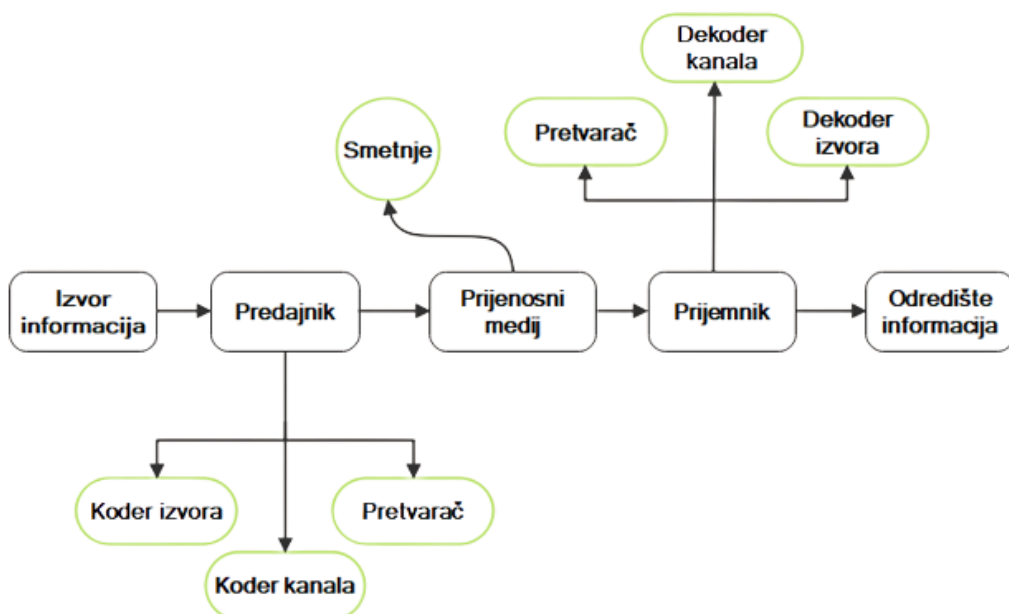 Dekoder
kanala
Pretvarač
Dekoder
izvora
Smetnje
Izvor
informacija
Predajnik
Prijenosni
medij
Prijemnik
Odredište
informacija
Koder izvora
Pretvarač
Koder kanala